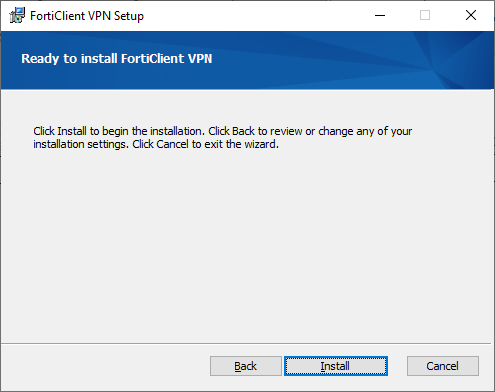 FortiClient VPN Setup
Ready to install FortiClient VPN
Click Install to begin the installation. Click Back to review or change any of your
installation settings. Click Cancel to exit the wizard.
Back
Install
Cancel